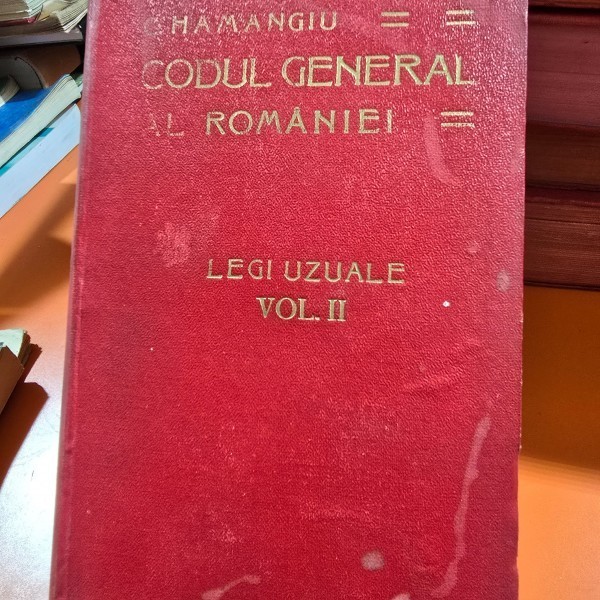 C. HAMANGIU = =
CODUL GENERAL
AL ROMÂNIEI =
LEGI UZUALE
VOL. II